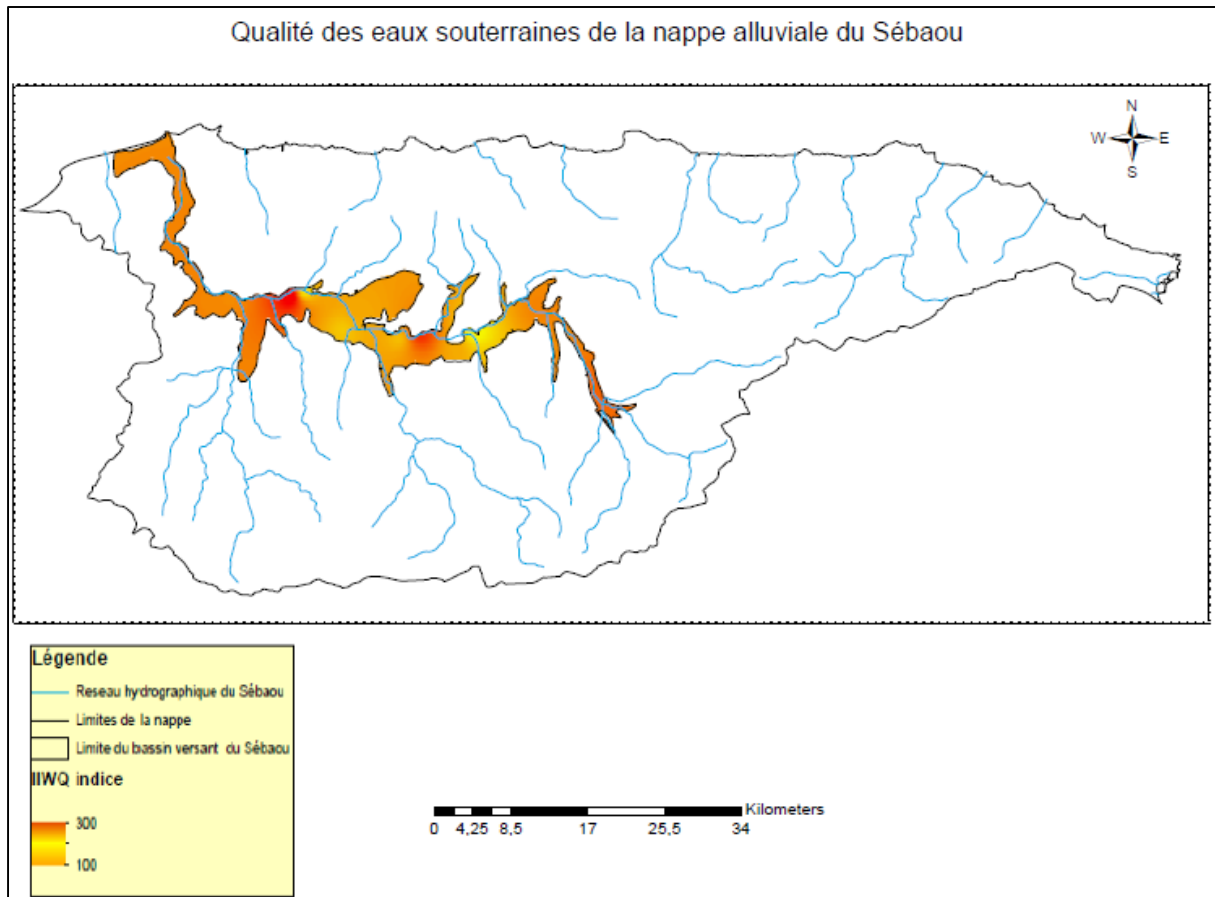 Qualité des eaux souterraines de la nappe alluviale du Sébaou
N
W E
S
Légende
Reseau hydrographique du Sébaou
Limites de la nappe
Limite du bassin versant du Sébaou
IIWQ indice
300
100
Kilometers
0 4,25 8,5 17 25,5 34